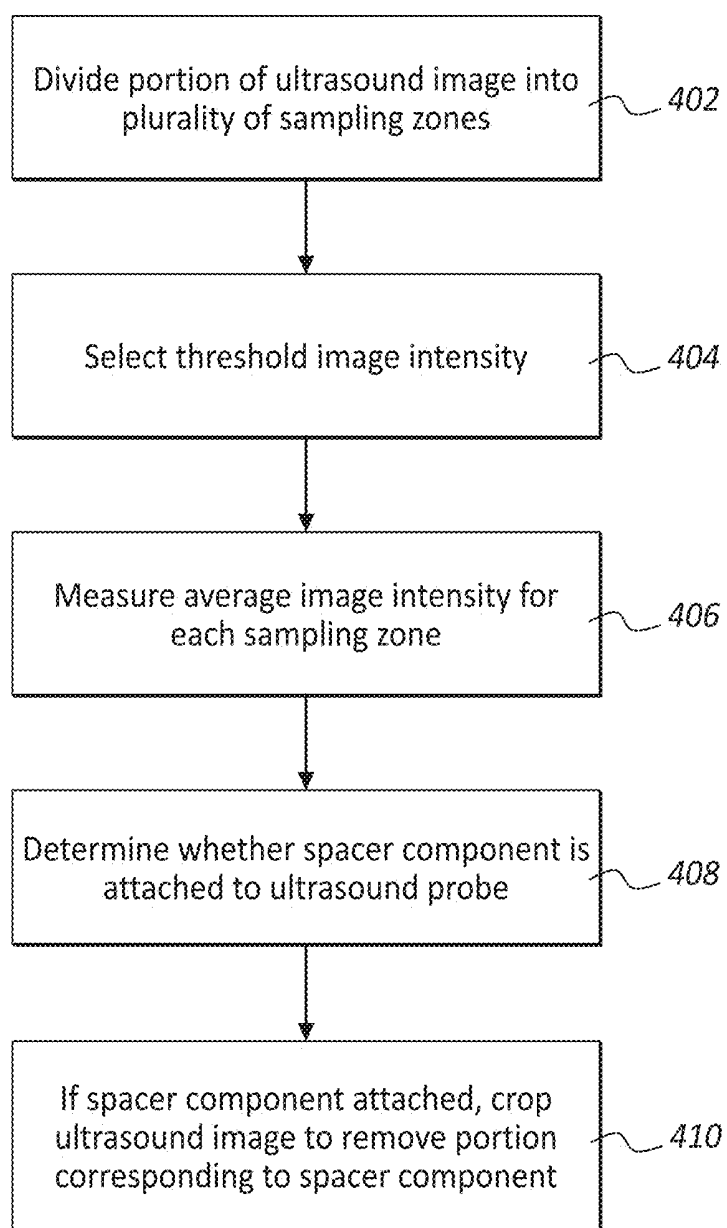 Divide portion of ultrasound image into
plurality of sampling zones
402
Select threshold image intensity
404
Measure average image intensity for
each sampling zone
406
Determine whether spacer component is
attached to ultrasound probe
408
If spacer component attached, crop
ultrasound image to remove portion
corresponding to spacer component
410